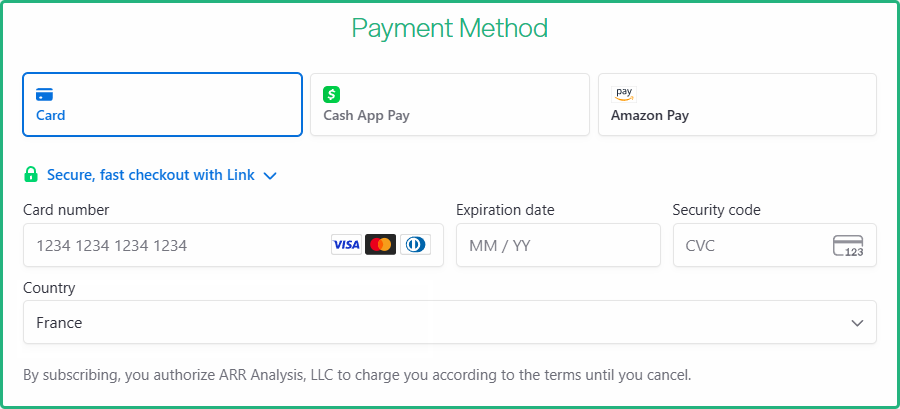 Payment Method
Card
Cash App Pay
pay
Amazon Pay
Secure, fast checkout with Link
Card number
Expiration date
Security code
1234 1234 1234 1234
VISA
MM / YY
CVC
123
Country
France
By subscribing, you authorize ARR Analysis, LLC to charge you according to the terms until you cancel.